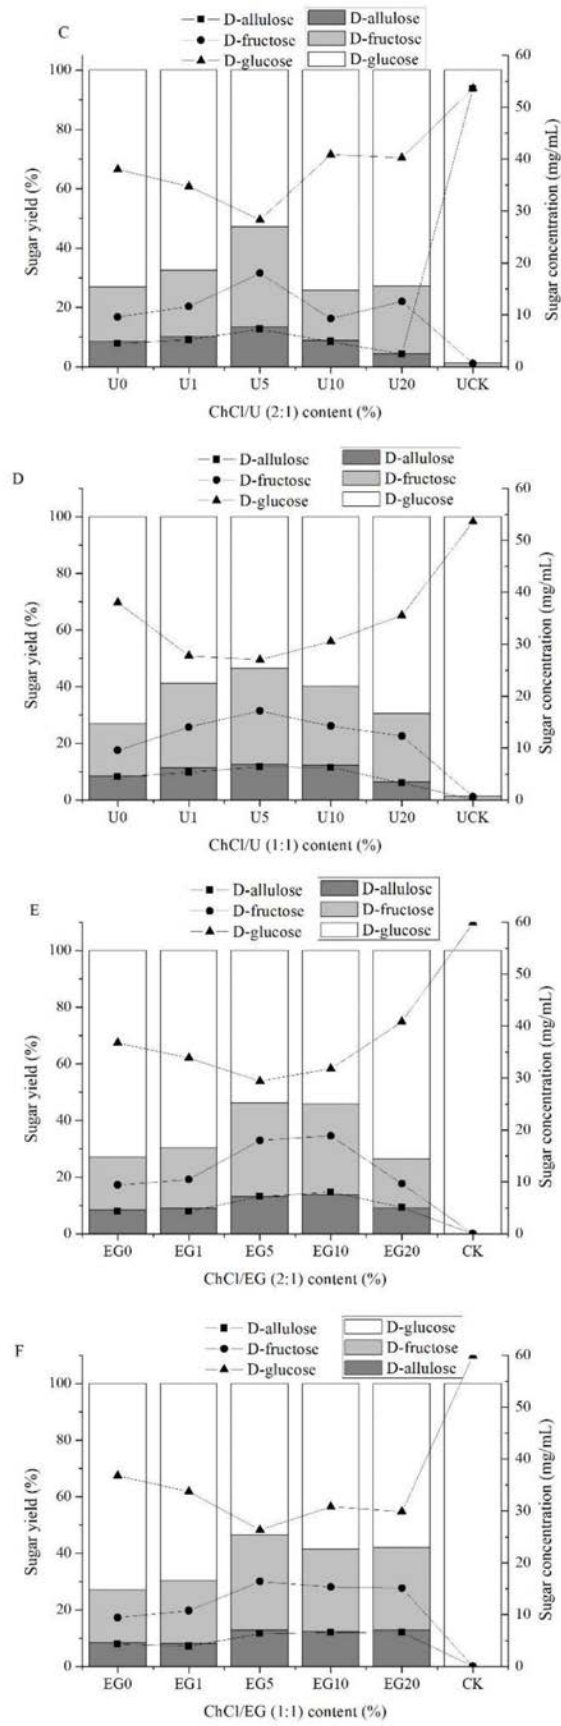 C
D-allulose D-allulose
D-fructose D-fructose
D-glucose D-glucose
100
80
60
40
20
0
60
50
40
30
20
10
0
Sugar yield (%)
Sugar concentration (mg/mL)
U0 U1 U5 U10 U20 UCK
ChCl/U (2:1) content (%)
D
D-allulose D-allulose
D-fructose D-fructose
D-glucose D-glucose
100
80
60
40
20
0
60
50
40
30
20
10
0
Sugar yield (%)
Sugar concentration (mg/mL)
U0 U1 U5 U10 U20 UCK
ChCl/U (1:1) content (%)
E
D-allulose D-allulose
D-fructose D-fructose
D-glucose D-glucose
100
80
60
40
20
0
60
50
40
30
20
10
0
Sugar yield (%)
Sugar concentration (mg/mL)
EG0 EG1 EG5 EG10 EG20 CK
ChCl/EG (2:1) content (%)
F
D-allulose D-glucose
D-fructose D-fructose
D-glucose D-allulose
100
80
60
40
20
0
60
50
40
30
20
10
0
Sugar yield (%)
Sugar concentration (mg/mL)
EG0 EG1 EG5 EG10 EG20 CK
ChCl/EG (1:1) content (%)